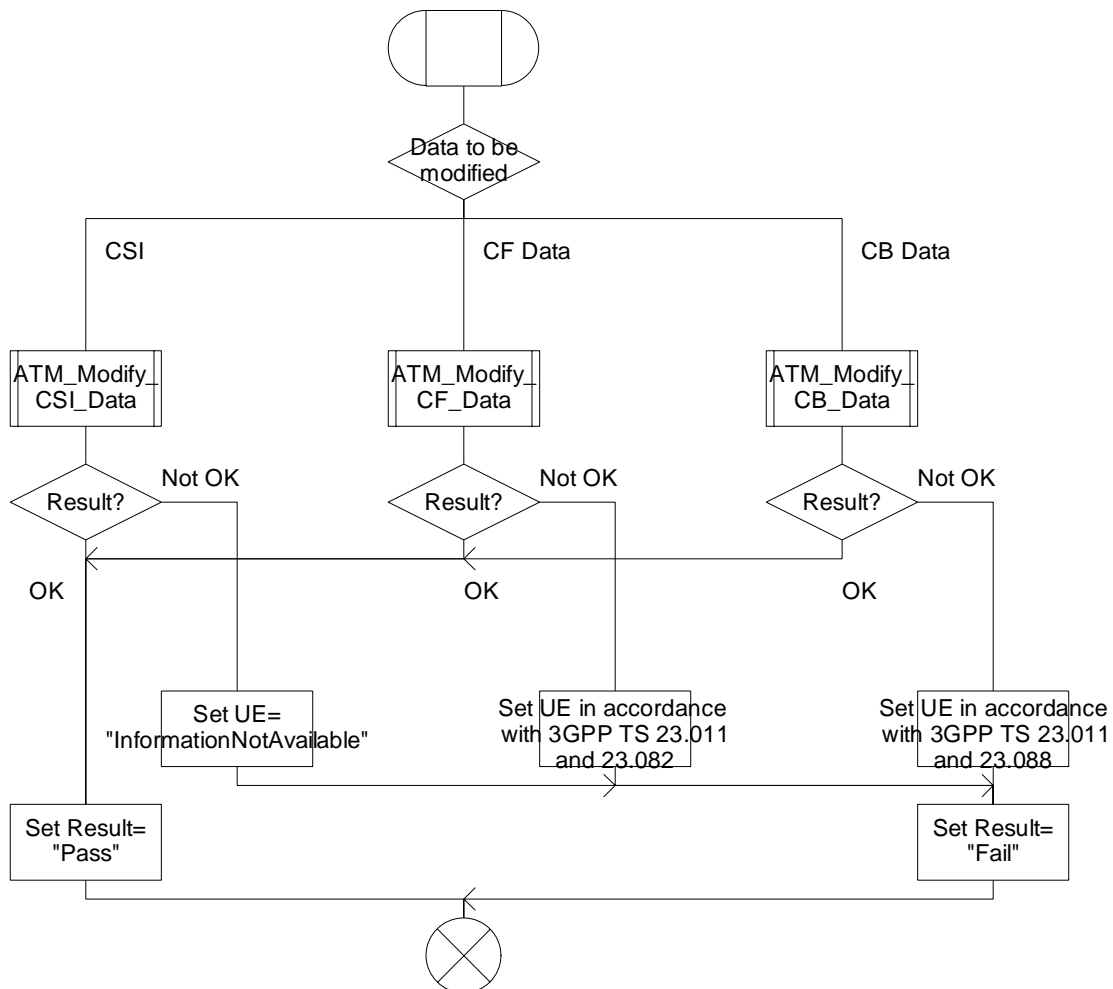 Data to be
modified
CSI
CF Data
CB Data
ATM_Modify_
CSI_Data
ATM_Modify_
CF_Data
ATM_Modify_
CB_Data
Result?
Not OK
Result?
Not OK
Result?
Not OK
OK
OK
OK
Set UE=
"InformationNotAvailable"
Set UE in accordance
with 3GPP TS 23.011
and 23.082
Set UE in accordance
with 3GPP TS 23.011
and 23.088
Set Result=
"Pass"
Set Result=
"Fail"